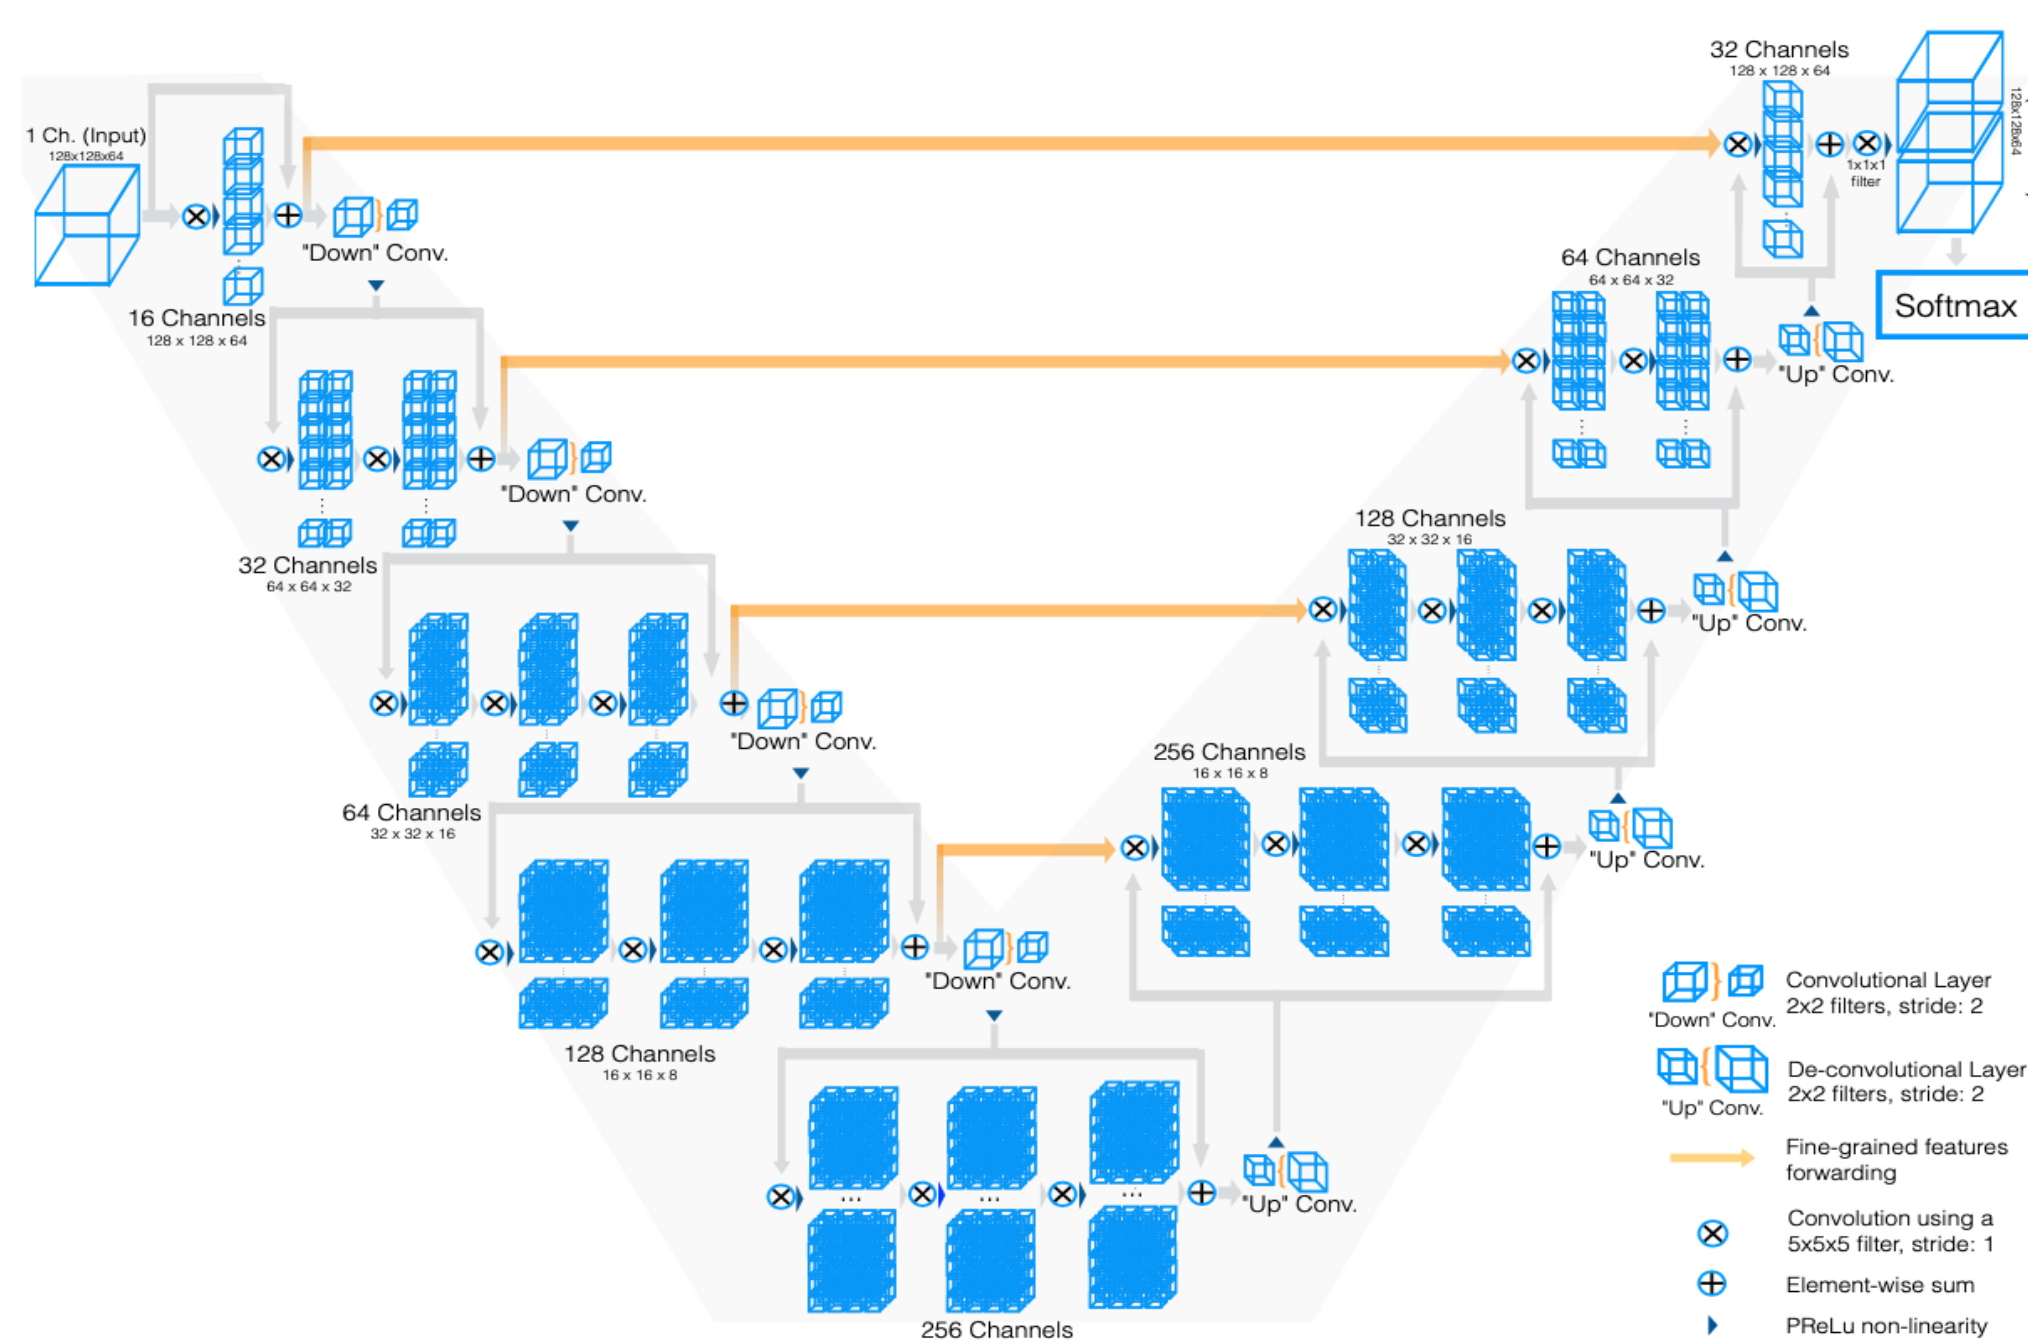 32 Channels
128 x 128 x 64
128x128x64
1 Ch. (Input)
128x128x64
1x1x1
filter
"Down" Conv.
16 Channels
128 x 128 x 64
64 Channels
64 x 64 x 32
Softmax
"Up" Conv.
"Down" Conv.
32 Channels
64 x 64 x 32
128 Channels
32 x 32 x 16
"Up" Conv.
"Down" Conv.
64 Channels
32 x 32 x 16
256 Channels
16 x 16 x 8
"Up" Conv.
"Down" Conv.
128 Channels
16 x 16 x 8
"Up" Conv.
256 Channels
"Down" Conv.
Convolutional Layer
2x2 filters, stride: 2
"Up" Conv.
De-convolutional Layer
2x2 filters, stride: 2
Fine-grained features
forwarding
Convolution using a
5x5x5 filter, stride: 1
Element-wise sum
PReLu non-linearity